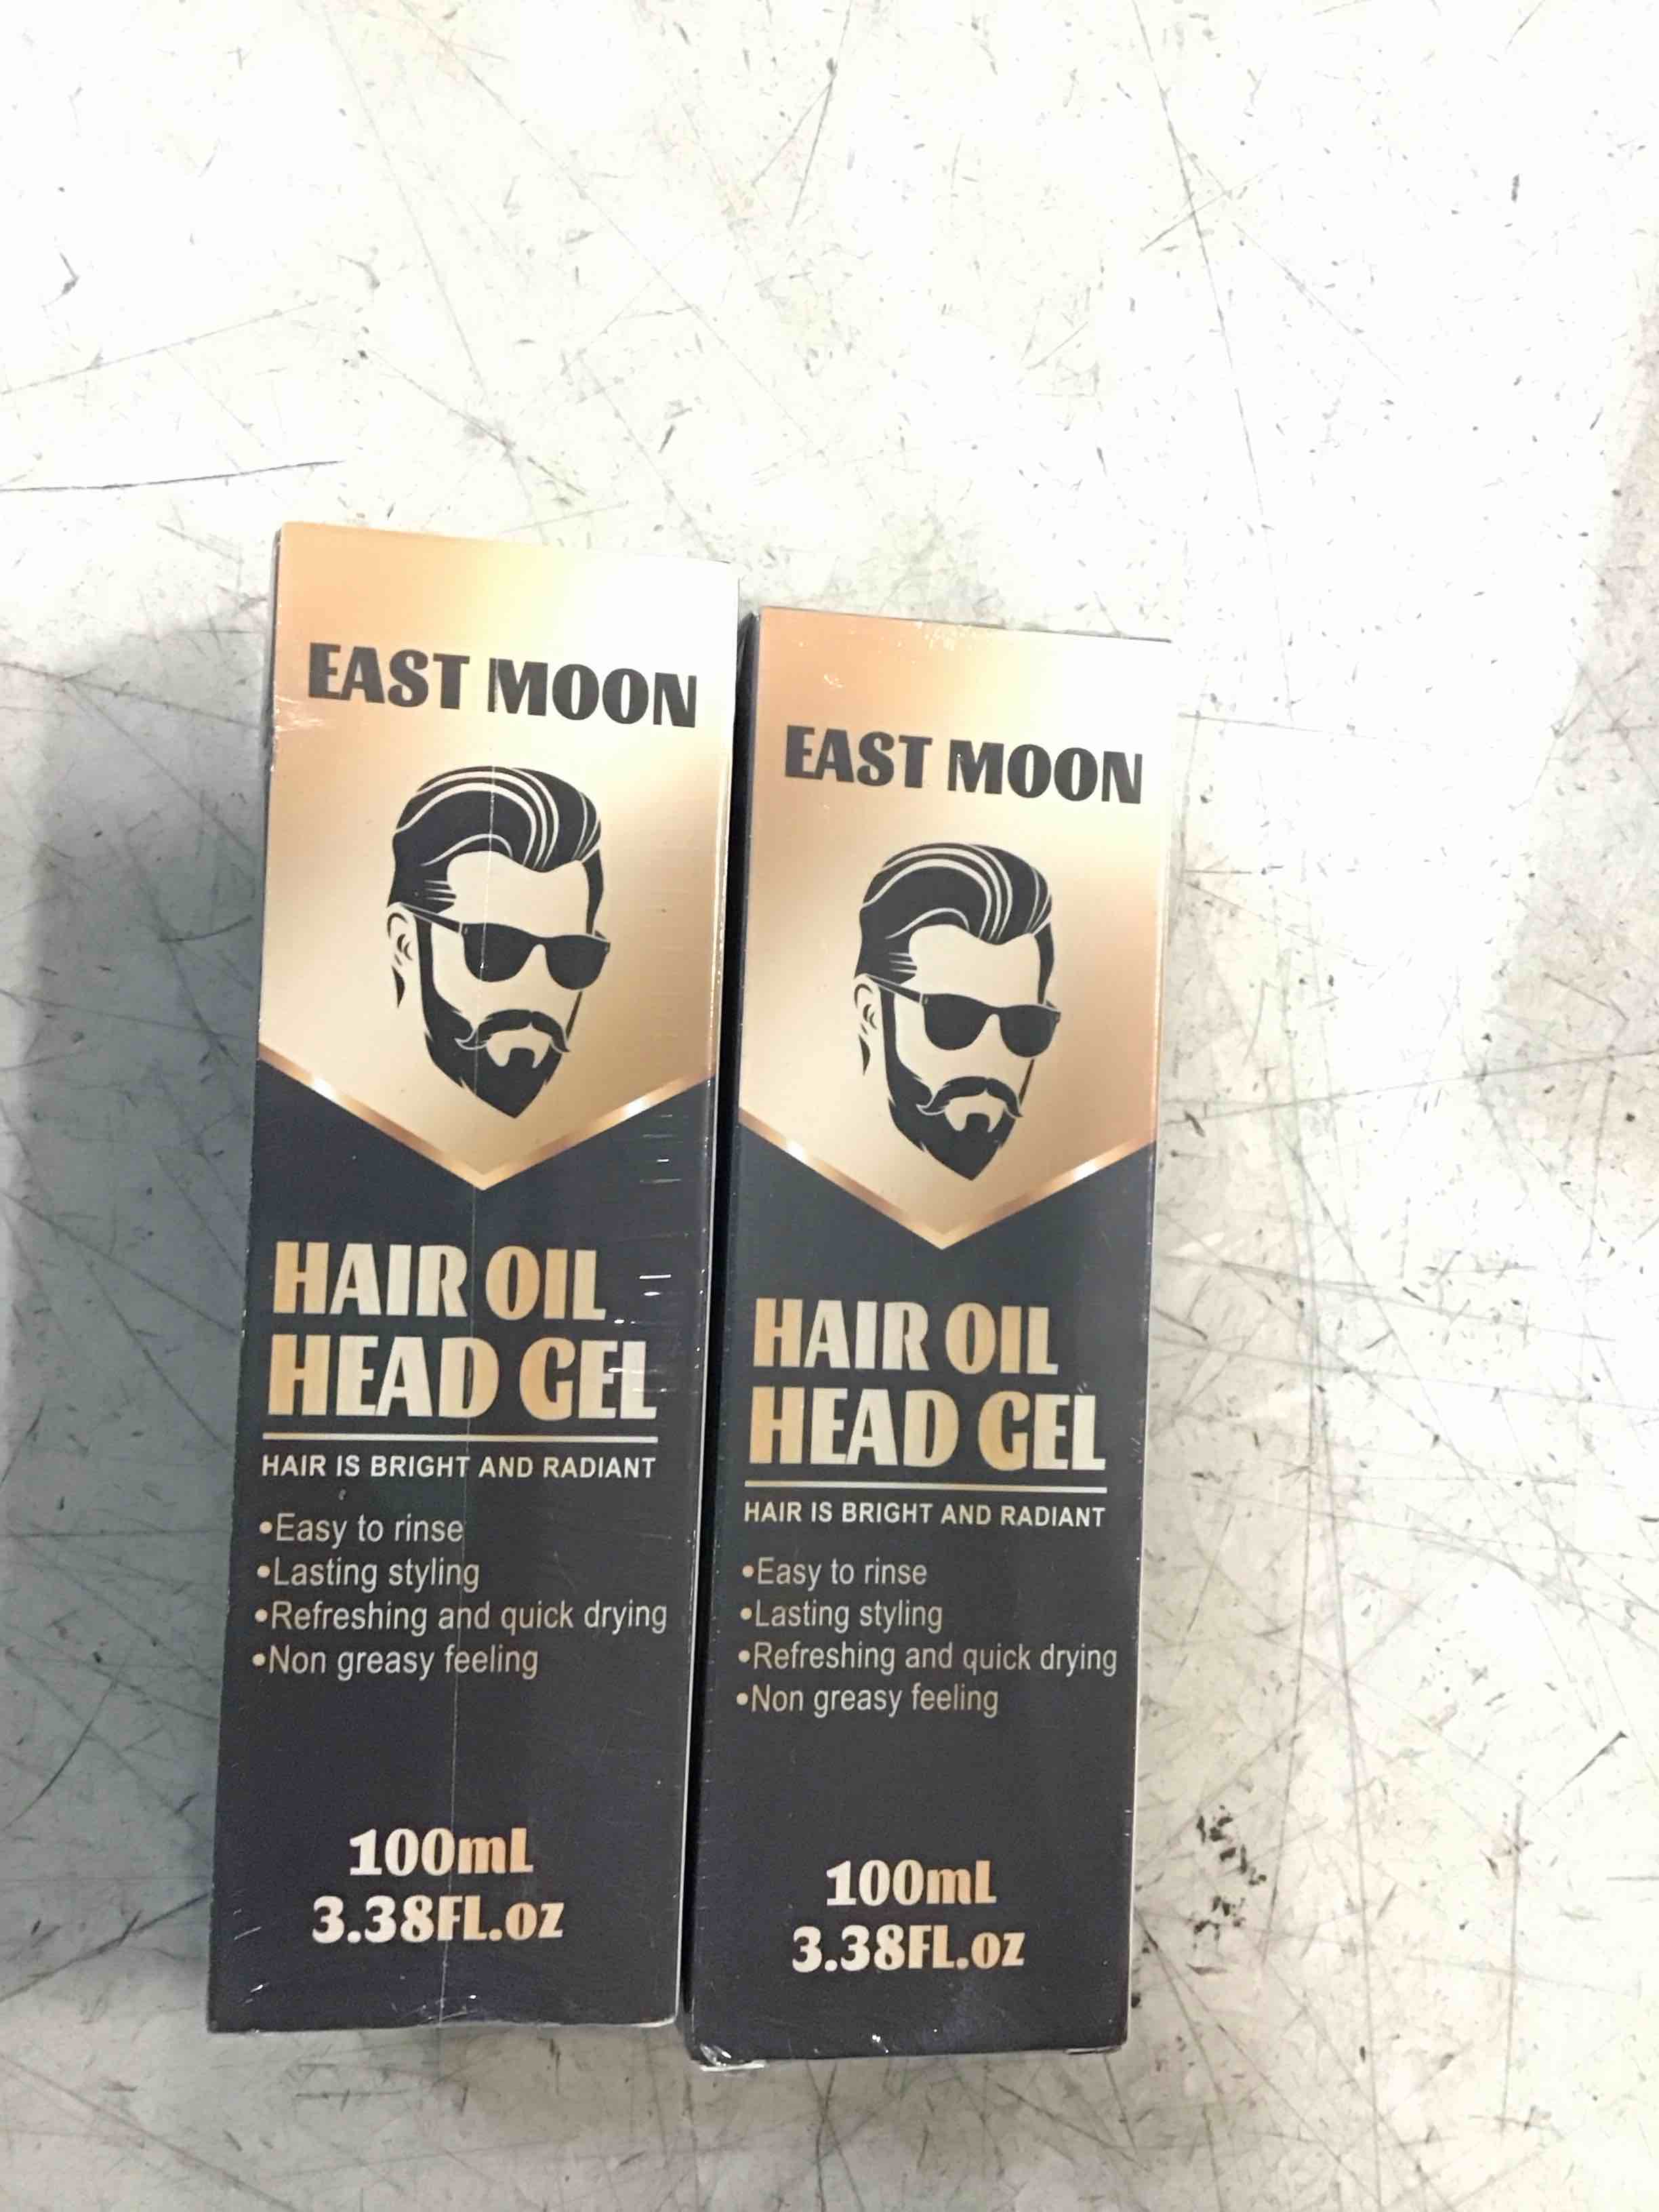 EAST MOON
HAIR OIL
HEAD GEL
HAIR IS BRIGHT AND RADIANT
•Easy to rinse
•Lasting styling
•Refreshing and quick drying
•Non greasy feeling
100mL
3.38FL.oz
EAST MOON
HAIR OIL
HEAD GEL
HAIR IS BRIGHT AND RADIANT
•Easy to rinse
•Lasting styling
•Refreshing and quick drying
•Non greasy feeling
100mL
3.38FL.oz